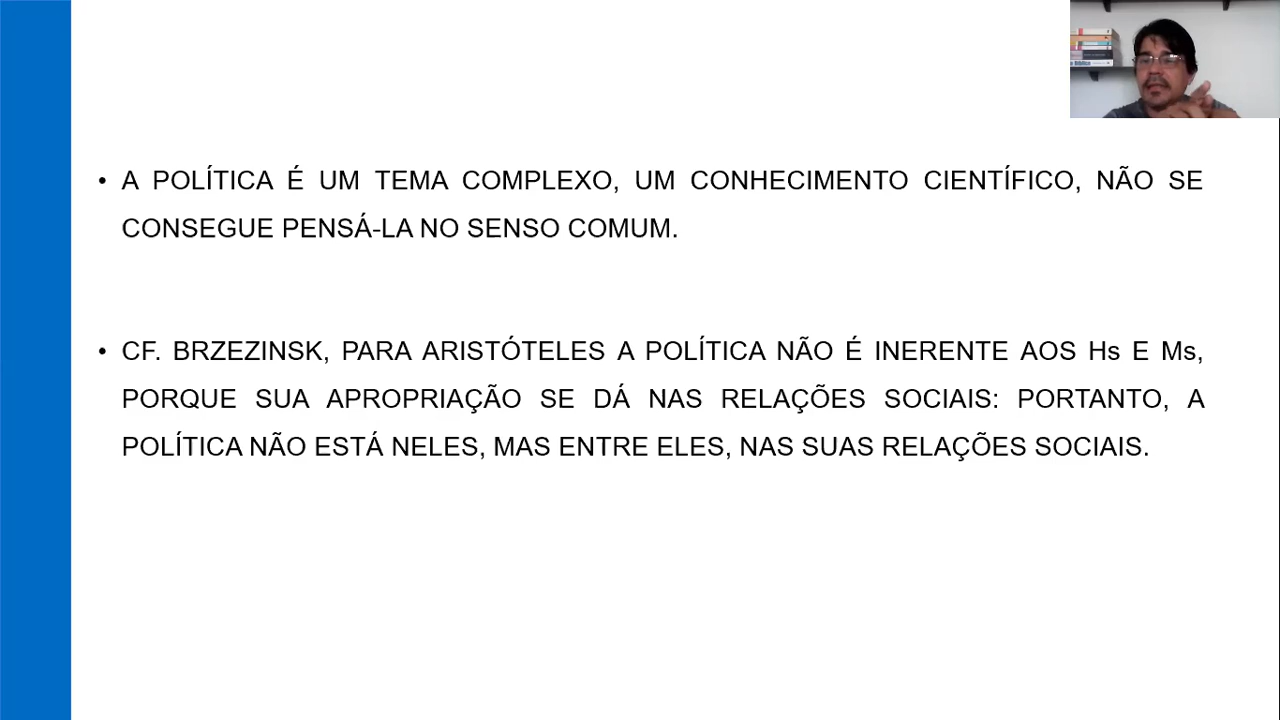 • A POLÍTICA É UM TEMA COMPLEXO, UM CONHECIMENTO CIENTÍFICO, NÃO SE
CONSEGUE PENSÁ-LA NO SENSO COMUM.
• CF. BRZEZINSK, PARA ARISTÓTELES A POLÍTICA NÃO É INERENTE AOS Hs E Ms,
PORQUE SUA APROPRIAÇÃO SE DÁ NAS RELAÇÕES SOCIAIS: PORTANTO, A
POLÍTICA NÃO ESTÁ NELES, MAS ENTRE ELES, NAS SUAS RELAÇÕES SOCIAIS.